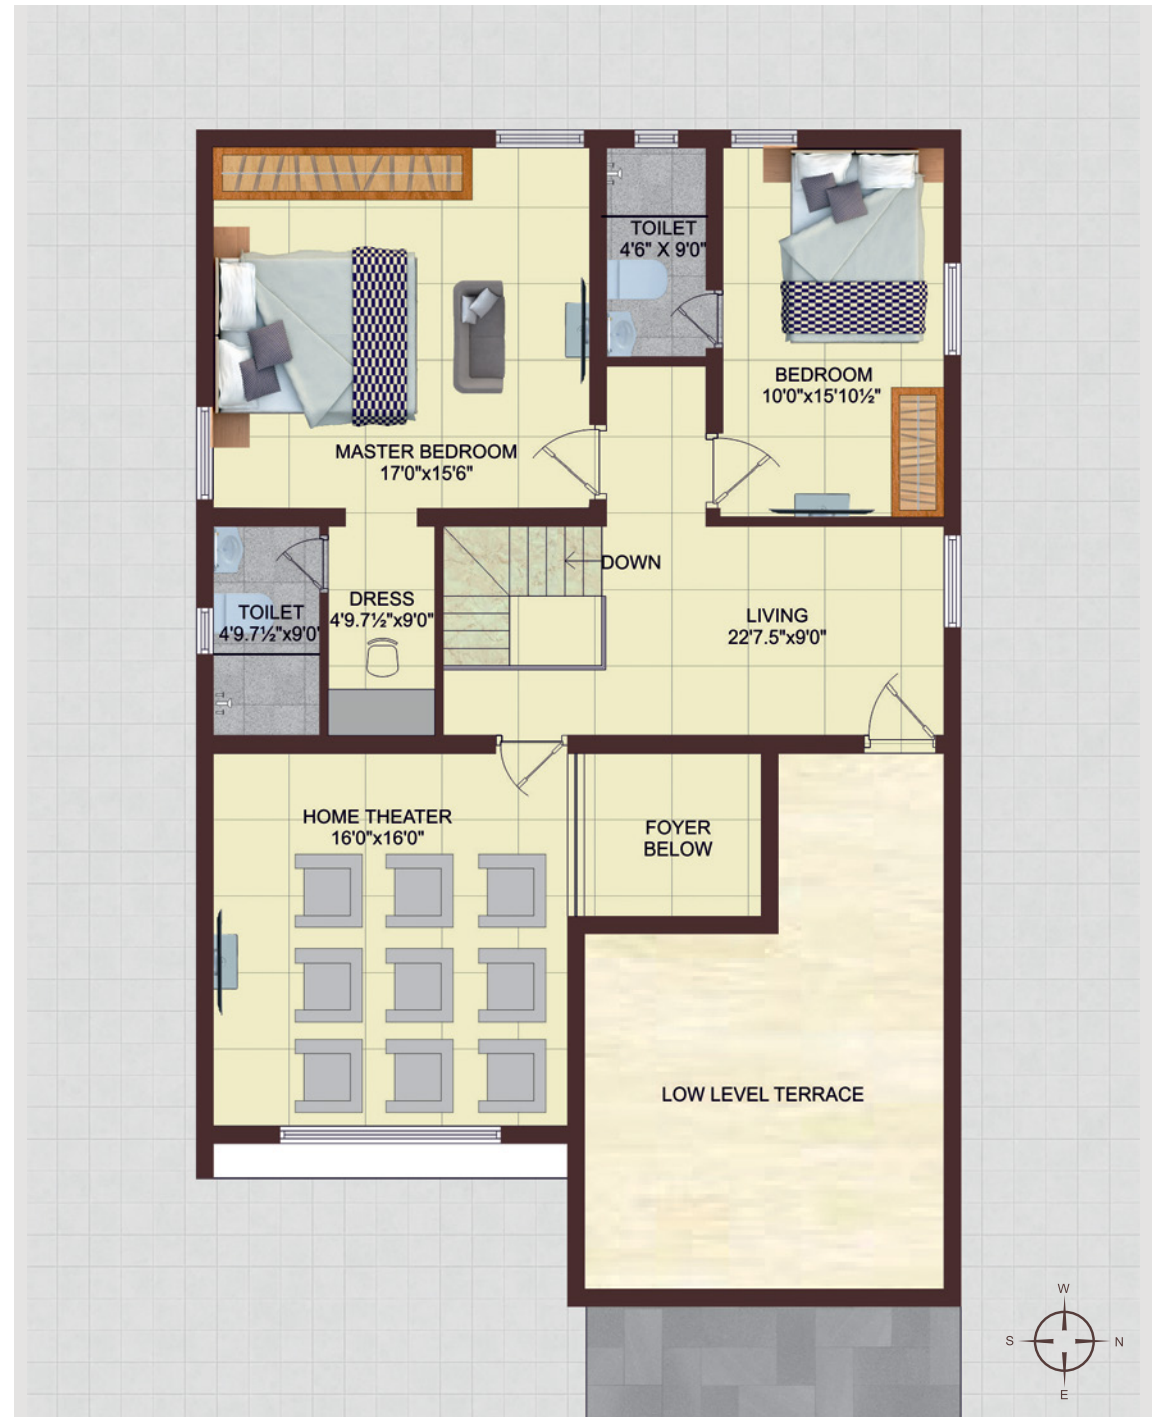 TOILET
4'6" X 9'0"
BEDROOM
10'0"x15'10½"
MASTER BEDROOM
17'0"x15'6"
DOWN
DRESS
4'9.7½"x9'0"
TOILET
4'9.7½"x9'0"
LIVING
22'7.5"x9'0"
HOME THEATER
16'0"x16'0"
FOYER
BELOW
LOW LEVEL TERRACE
W
S
N
E